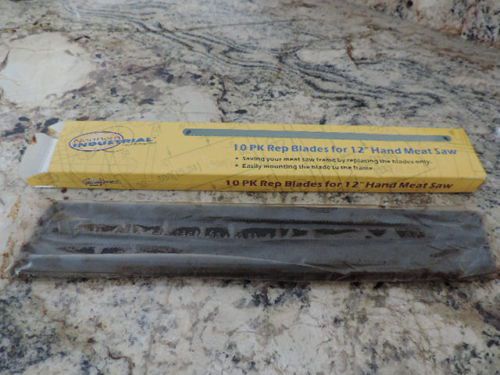 Northern
INDUSTRIAL
10 PK Rep Blades for 12" Hand Meat Saw
• Saving your meat saw frame by replacing the blades only.
• Easily mounting the blade to the frame.
10 PK Rep Blades for 12" Hand Meat Saw